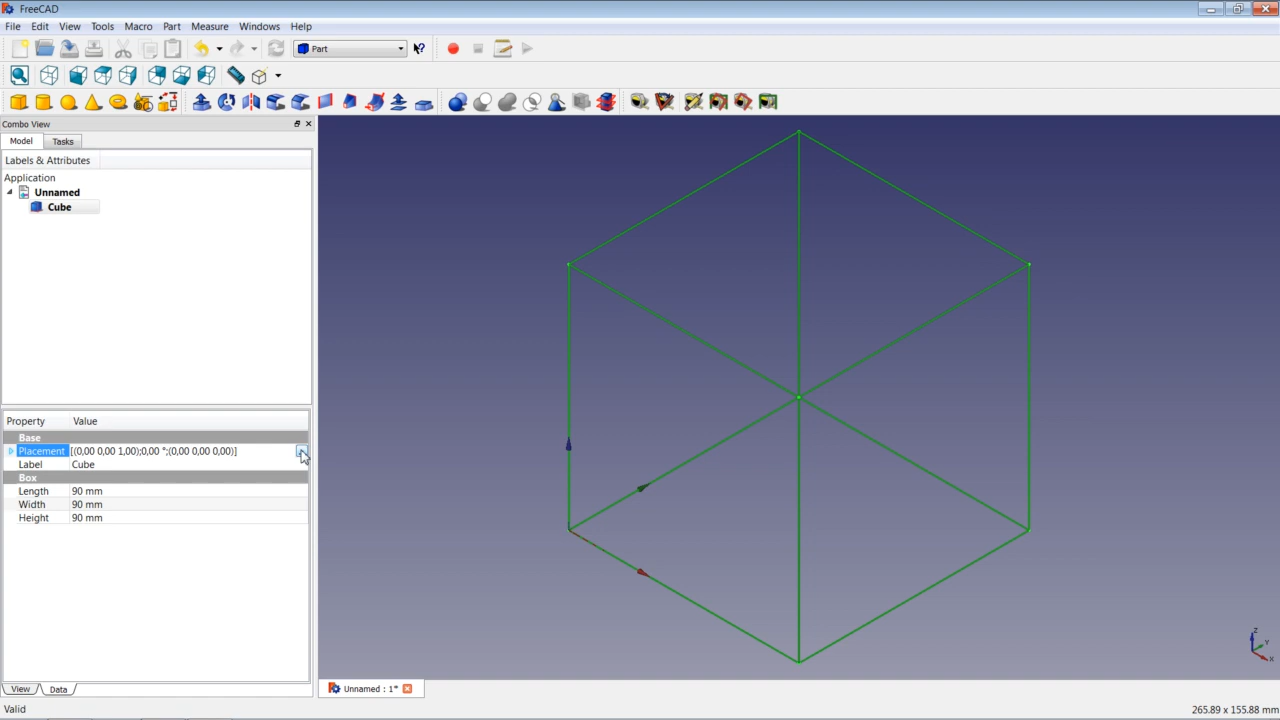 FreeCAD
File Edit View Tools Macro Part Measure Windows Help
Part
Combo View
Model Tasks
Labels & Attributes
Application
Unnamed
Cube
Property Value
Base
Placement [(0,00 0,00 1,00);0,00 °;(0,00 0,00 0,00)]
Label Cube
Box
Length 90 mm
Width 90 mm
Height 90 mm
View Data
Unnamed : 1*
Z
Y
X
Valid
265.89 x 155.88 mm